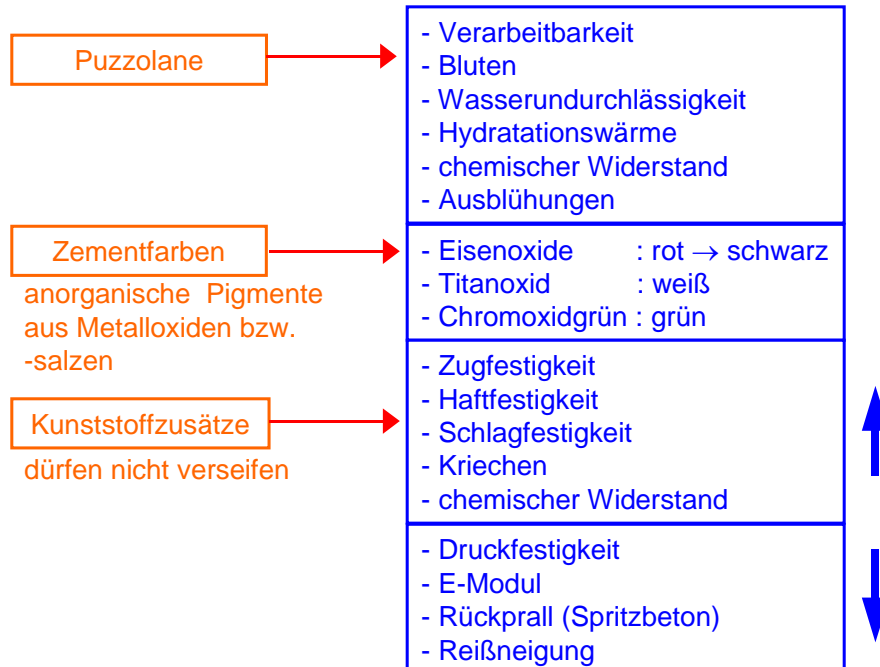 Puzzolane
- Verarbeitbarkeit
- Bluten
- Wasserundurchlässigkeit
- Hydratationswärme
- chemischer Widerstand
- Ausblühungen
Zementfarben
anorganische Pigmente
aus Metalloxiden bzw.
-salzen
- Eisenoxide : rot → schwarz
- Titanoxid : weiß
- Chromoxidgrün : grün
Kunststoffzusätze
dürfen nicht verseifen
- Zugfestigkeit
- Haftfestigkeit
- Schlagfestigkeit
- Kriechen
- chemischer Widerstand
- Druckfestigkeit
- E-Modul
- Rückprall (Spritzbeton)
- Reißneigung